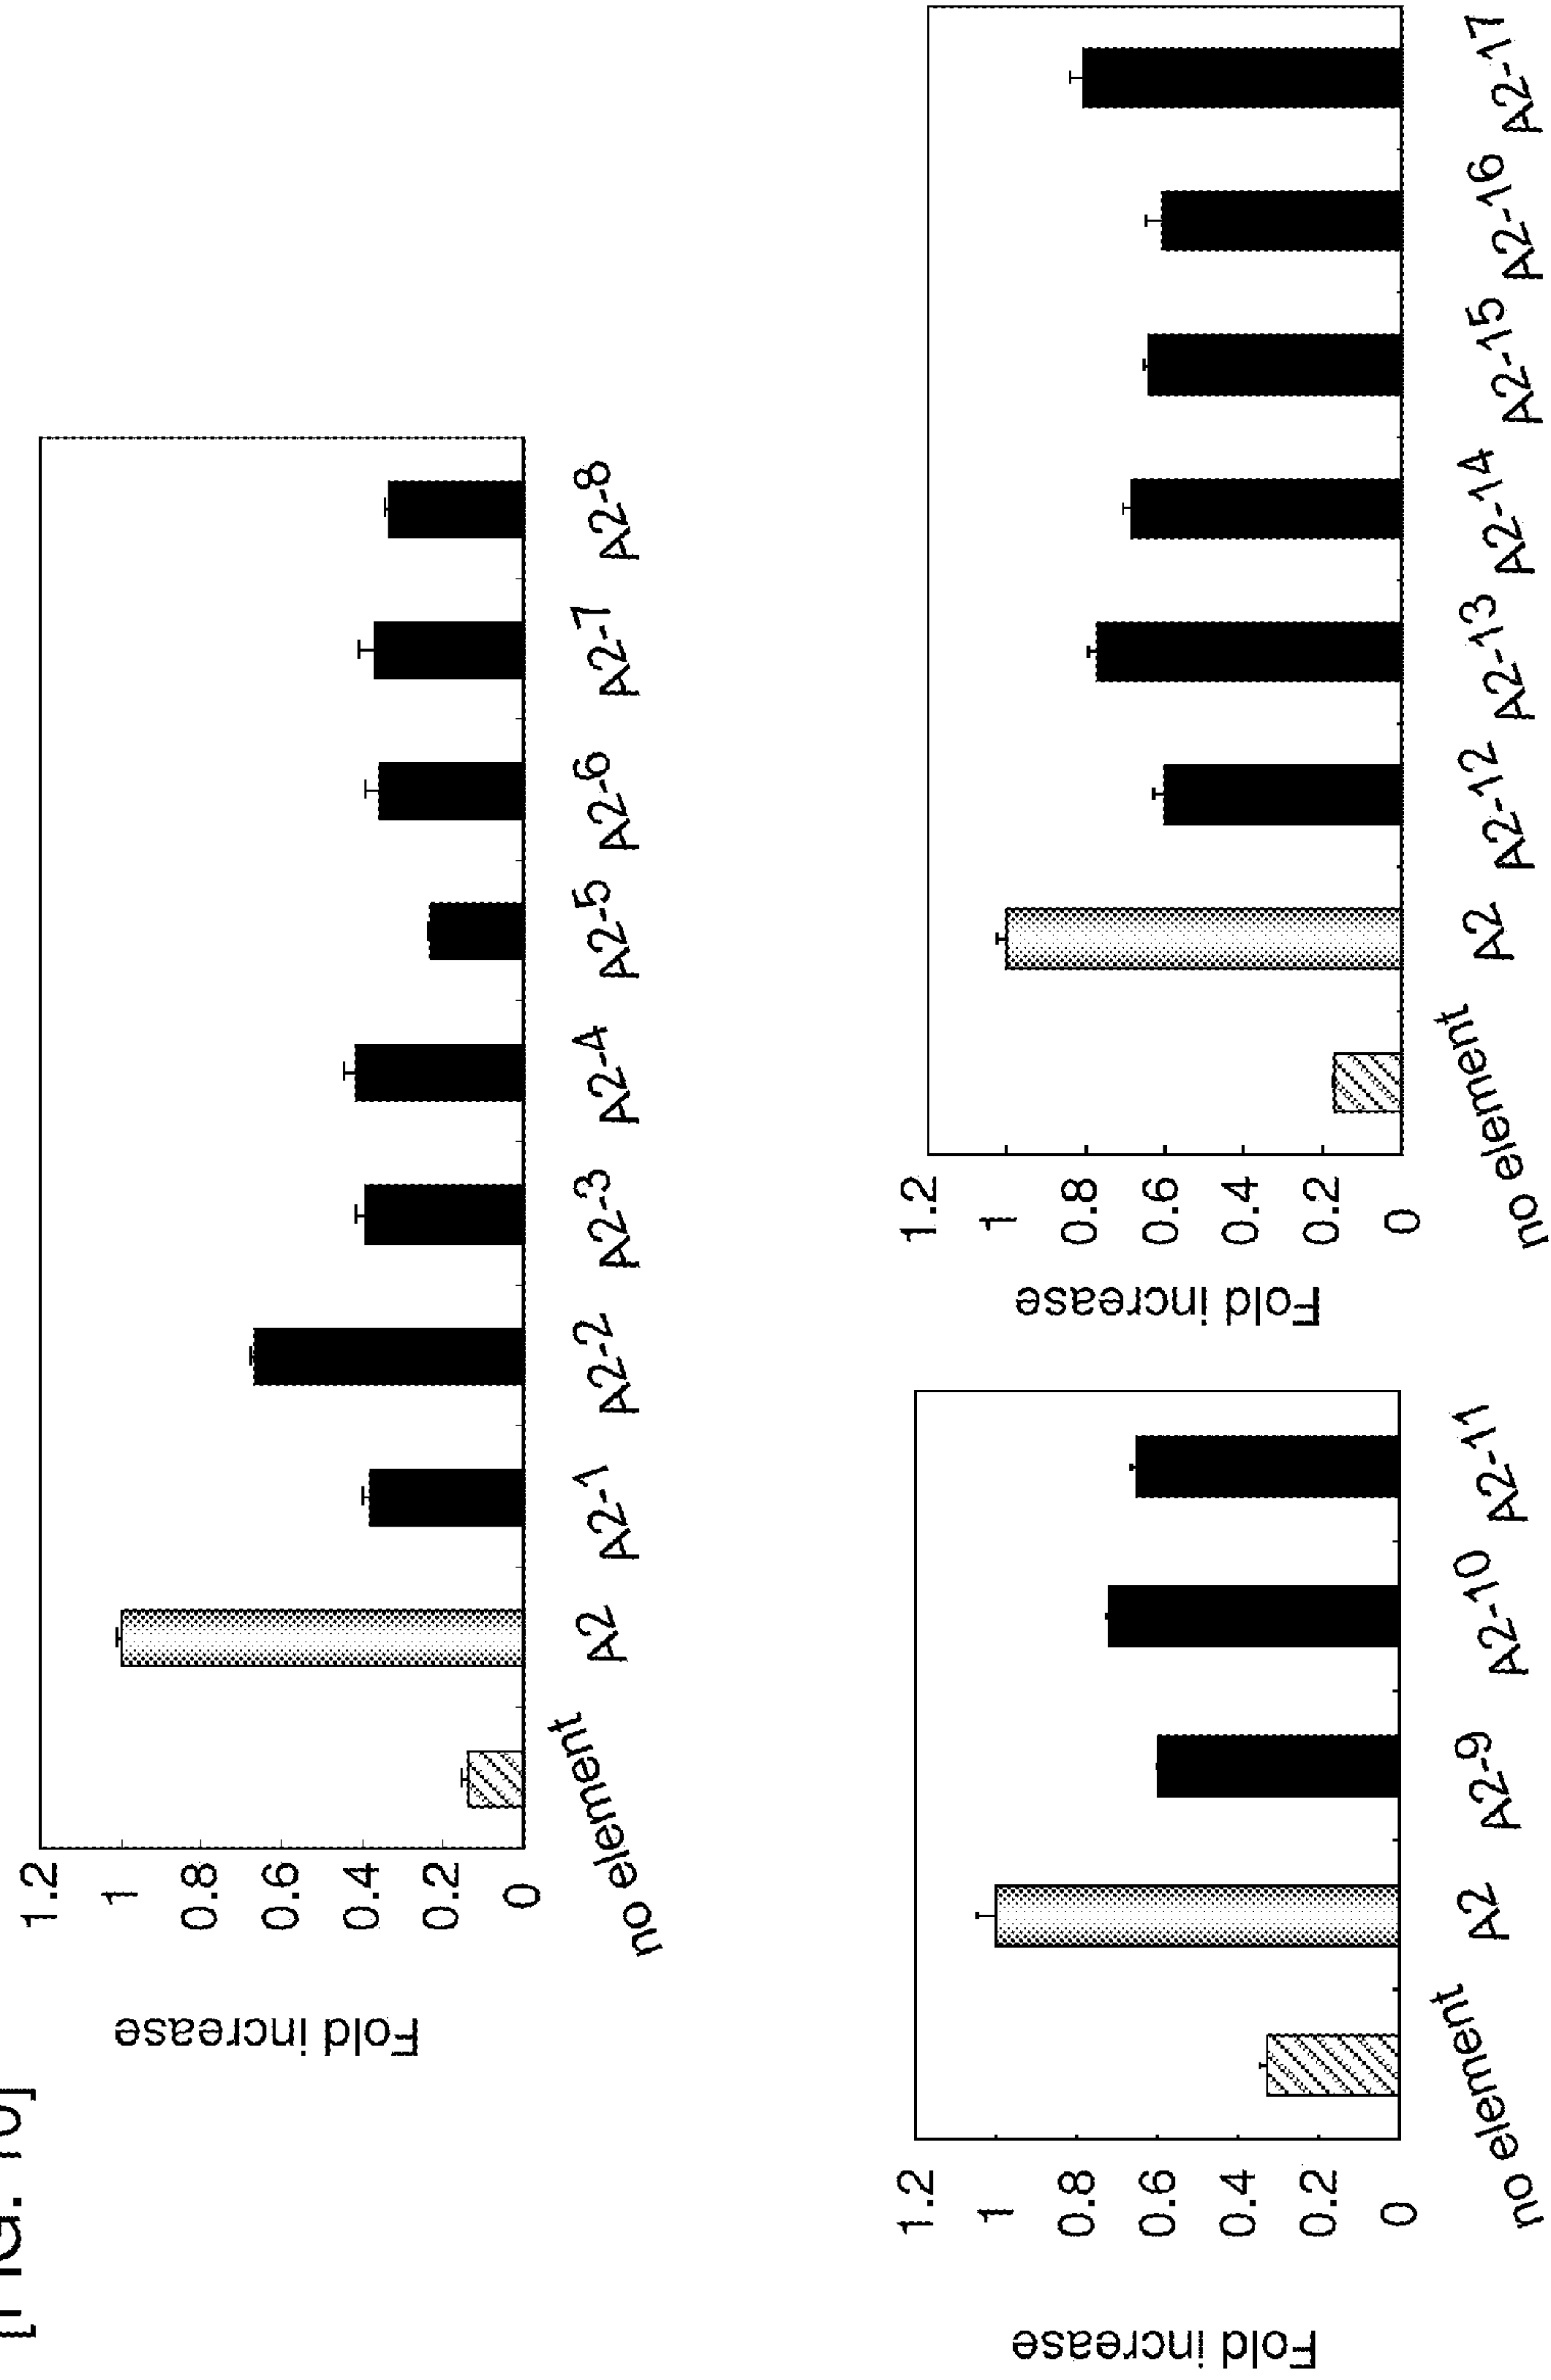 Fold increase
1.2
1
0.8
0.6
0.4
0.2
0
no element
A2
A2-1
A2-2
A2-3
A2-4
A2-5
A2-6
A2-7
A2-8
Fold increase
1.2
1
0.8
0.6
0.4
0.2
0
no element
A2
A2-9
A2-10
A2-11
Fold increase
1.2
1
0.8
0.6
0.4
0.2
0
no element
A2
A2-12
A2-13
A2-14
A2-15
A2-16
A2-17